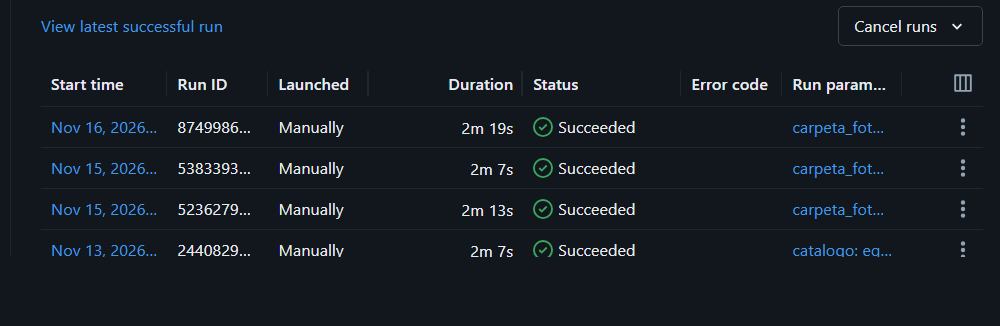 View latest successful run
Cancel runs
Start time Run ID Launched Duration Status Error code Run param...
Nov 16, 2026... 8749986... Manually 2m 19s Succeeded carpeta_fot...
Nov 15, 2026... 5383393... Manually 2m 7s Succeeded carpeta_fot...
Nov 15, 2026... 5236279... Manually 2m 13s Succeeded carpeta_fot...
Nov 13, 2026... 2440829... Manually 2m 7s Succeeded catalogo: eg...